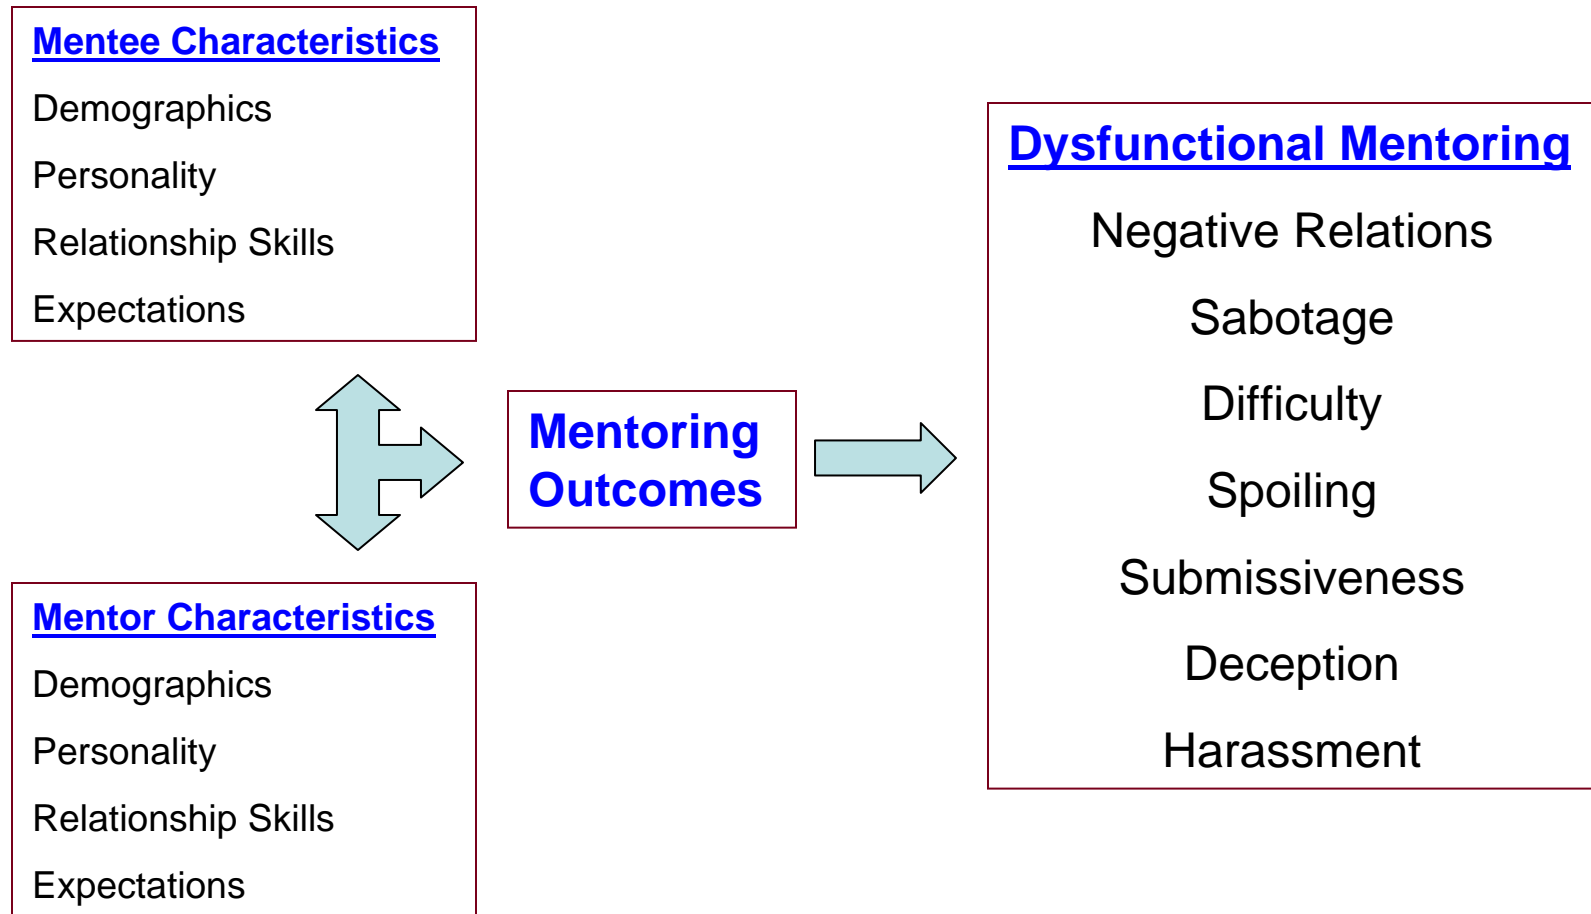 Mentee Characteristics
Demographics
Personality
Relationship Skills
Expectations
Mentor Characteristics
Demographics
Personality
Relationship Skills
Expectations
Mentoring
Outcomes
Dysfunctional Mentoring
Negative Relations
Sabotage
Difficulty
Spoiling
Submissiveness
Deception
Harassment